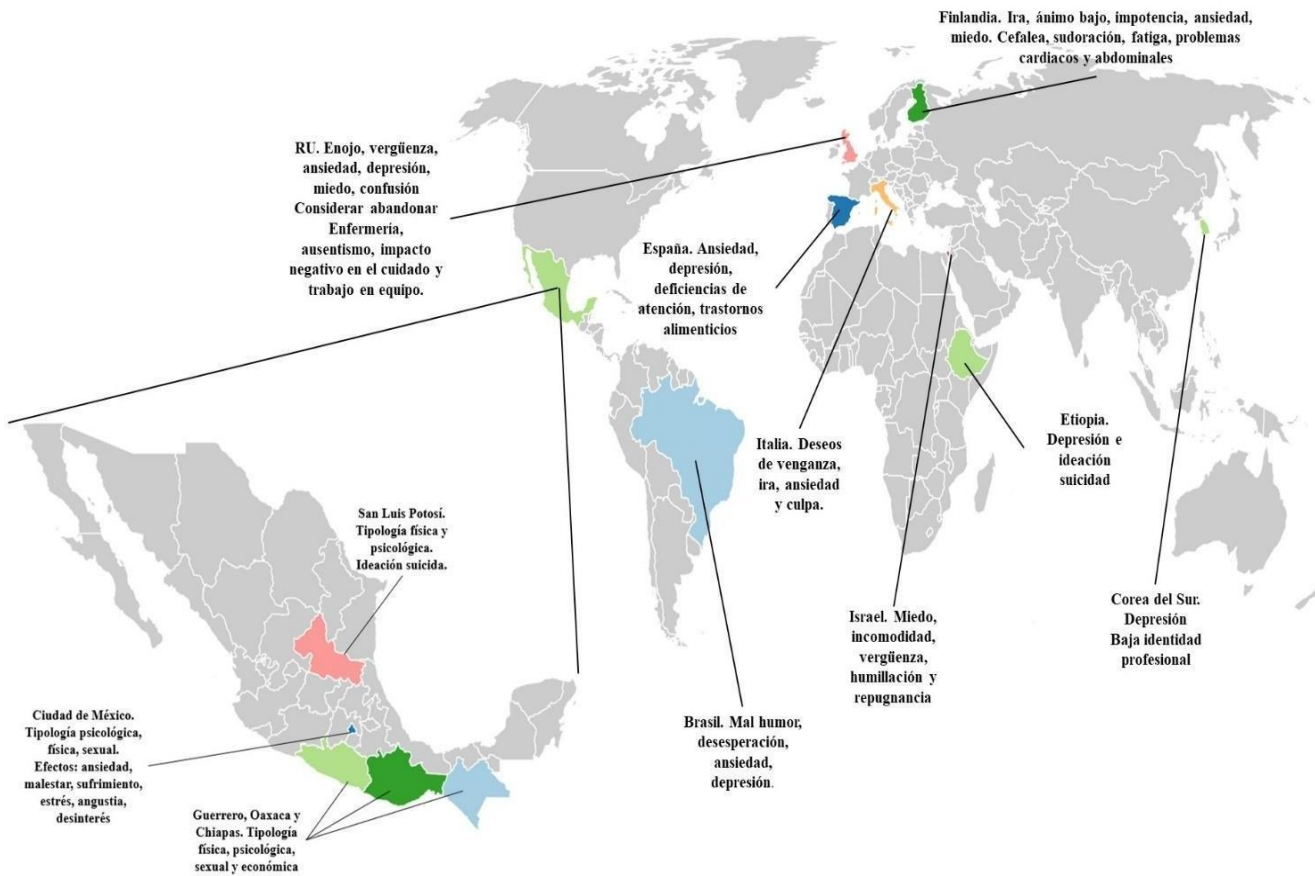 Finlandia. Ira, ánimo bajo, impotencia, ansiedad,
miedo. Cefalea, sudoración, fatiga, problemas
cardiacos y abdominales
RU. Enojo, vergüenza,
ansiedad, depresión,
miedo, confusión
Considerar abandonar
Enfermería,
ausentismo, impacto
negativo en el cuidado y
trabajo en equipo.
España. Ansiedad,
depresión,
deficiencias de
atención, trastornos
alimenticios
Italia. Deseos
de venganza,
ira, ansiedad
y culpa.
Etiopia.
Depresión e
ideación
suicidad
Israel. Miedo,
incomodidad,
vergüenza,
humillación y
repugnancia
Corea del Sur.
Depresión
Baja identidad
profesional
Brasil. Mal humor,
desesperación,
ansiedad,
depresión.
San Luis Potosí.
Tipología física y
psicológica.
Ideación suicida.
Ciudad de México.
Tipología psicológica,
física, sexual.
Efectos: ansiedad,
malestar, sufrimiento,
estrés, angustia,
desinterés
Guerrero, Oaxaca y
Chiapas. Tipología
física, psicológica,
sexual y económica